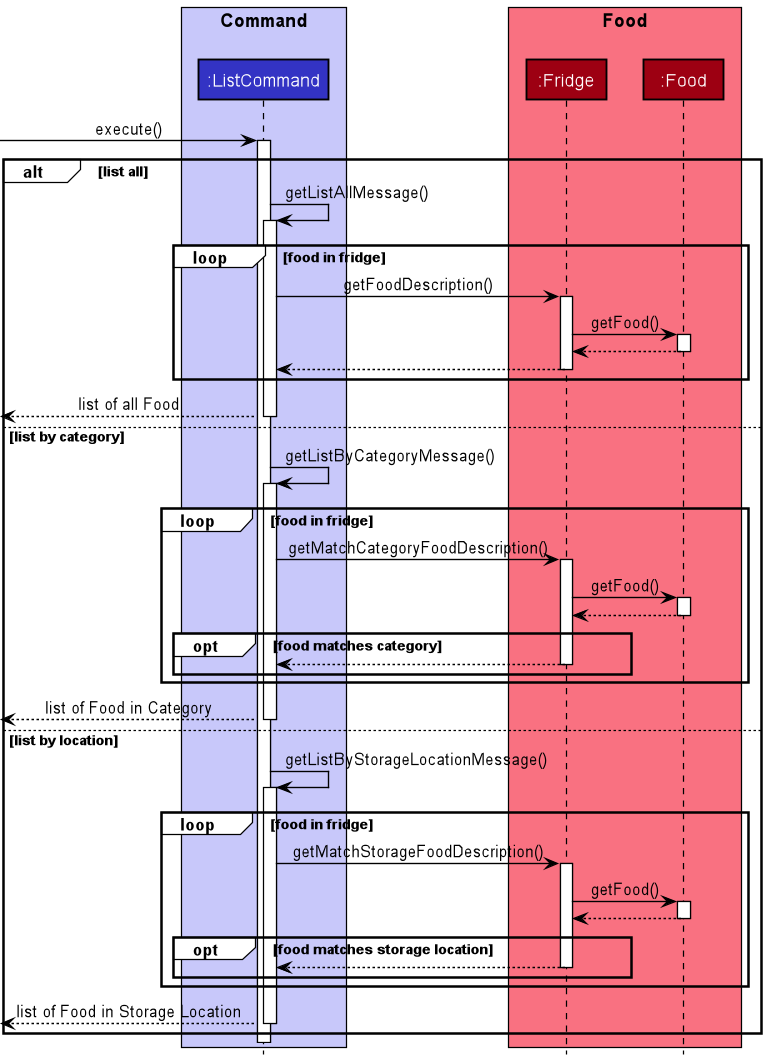 Command
Food
:ListCommand
:Fridge
:Food
execute()
alt
[list all]
getListAllMessage()
loop
[food in fridge]
getFoodDescription()
getFood()
list of all Food
[list by category]
getListByCategoryMessage()
loop
[food in fridge]
getMatchCategoryFoodDescription()
getFood()
opt
[food matches category]
list of Food in Category
[list by location]
getListByStorageLocationMessage()
loop
[food in fridge]
getMatchStorageFoodDescription()
getFood()
opt
[food matches storage location]
list of Food in Storage Location